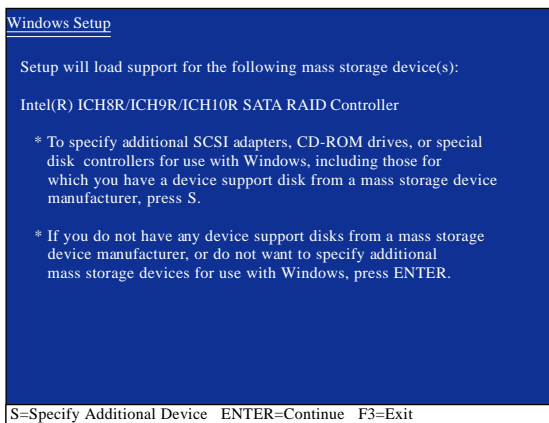 Windows Setup
Setup will load support for the following mass storage device(s):
Intel(R) ICH8R/ICH9R/ICH10R SATA RAID Controller
* To specify additional SCSI adapters, CD-ROM drives, or special
disk controllers for use with Windows, including those for
which you have a device support disk from a mass storage device
manufacturer, press S.
* If you do not have any device support disks from a mass storage
device manufacturer, or do not want to specify additional
mass storage devices for use with Windows, press ENTER.
S=Specify Additional Device ENTER=Continue F3=Exit